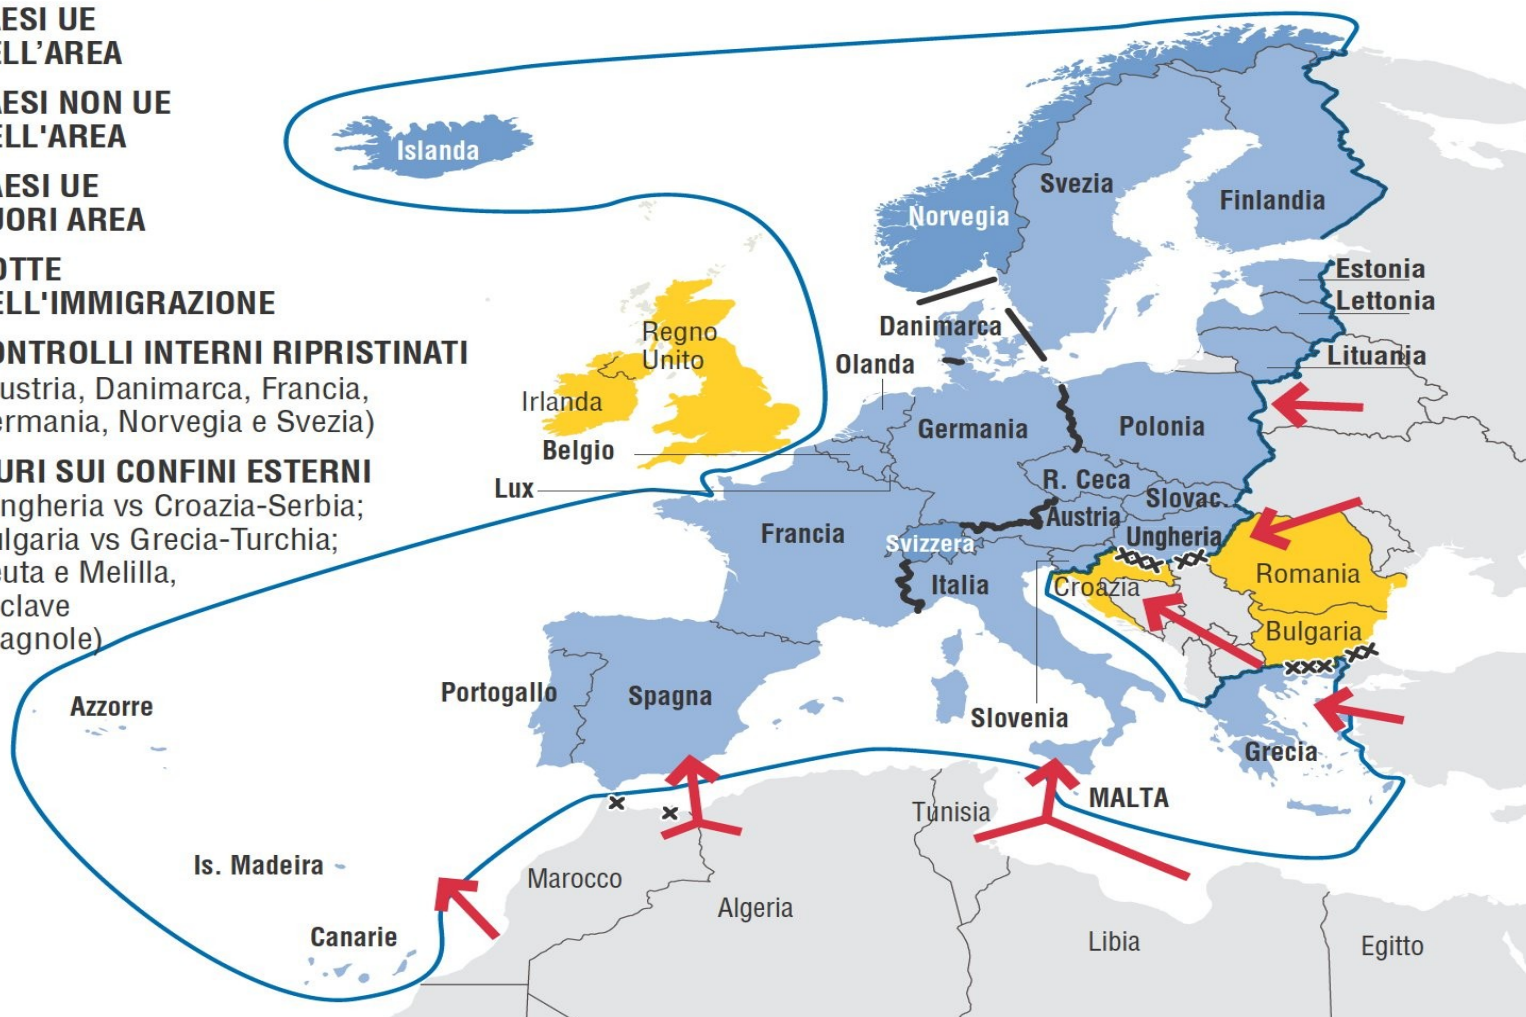 AESI UE
ELL'AREA
AESI NON UE
ELL'AREA
AESI UE
UORI AREA
OTTE
ELL'IMMIGRAZIONE
ONTROLLI INTERNI RIPRISTINATI
ustria, Danimarca, Francia,
ermania, Norvegia e Svezia)
URI SUI CONFINI ESTERNI
ngheria vs Croazia-Serbia;
ulgaria vs Grecia-Turchia;
euta e Melilla,
clave
agnole)
Islanda
Norvegia
Svezia
Finlandia
Estonia
Lettonia
Lituania
Danimarca
Olanda
Regno
Unito
Irlanda
Belgio
Lux
Germania
Polonia
R. Ceca
Slovac.
Austria
Ungheria
Francia
Svizzera
Italia
Croazia
Romania
Bulgaria
Slovenia
Grecia
Portogallo
Spagna
Azzorre
MALTA
Tunisia
Is. Madeira
Canarie
Marocco
Algeria
Libia
Egitto